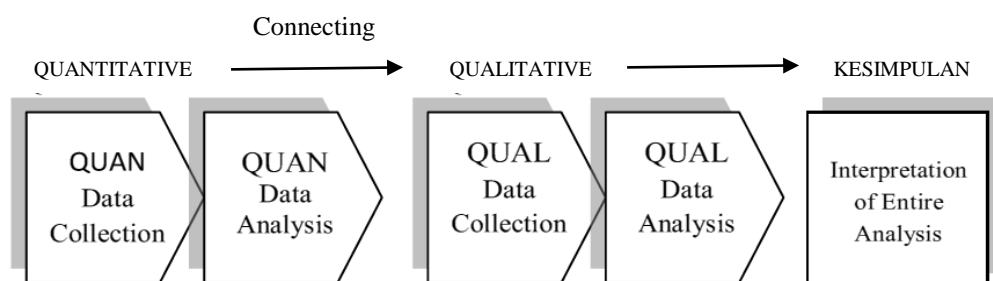 Connecting
QUANTITATIVE
QUALITATIVE
KESIMPULAN
QUAN
Data
Collection
QUAN
Data
Analysis
QUAL
Data
Collection
QUAL
Data
Analysis
Interpretation
of Entire
Analysis